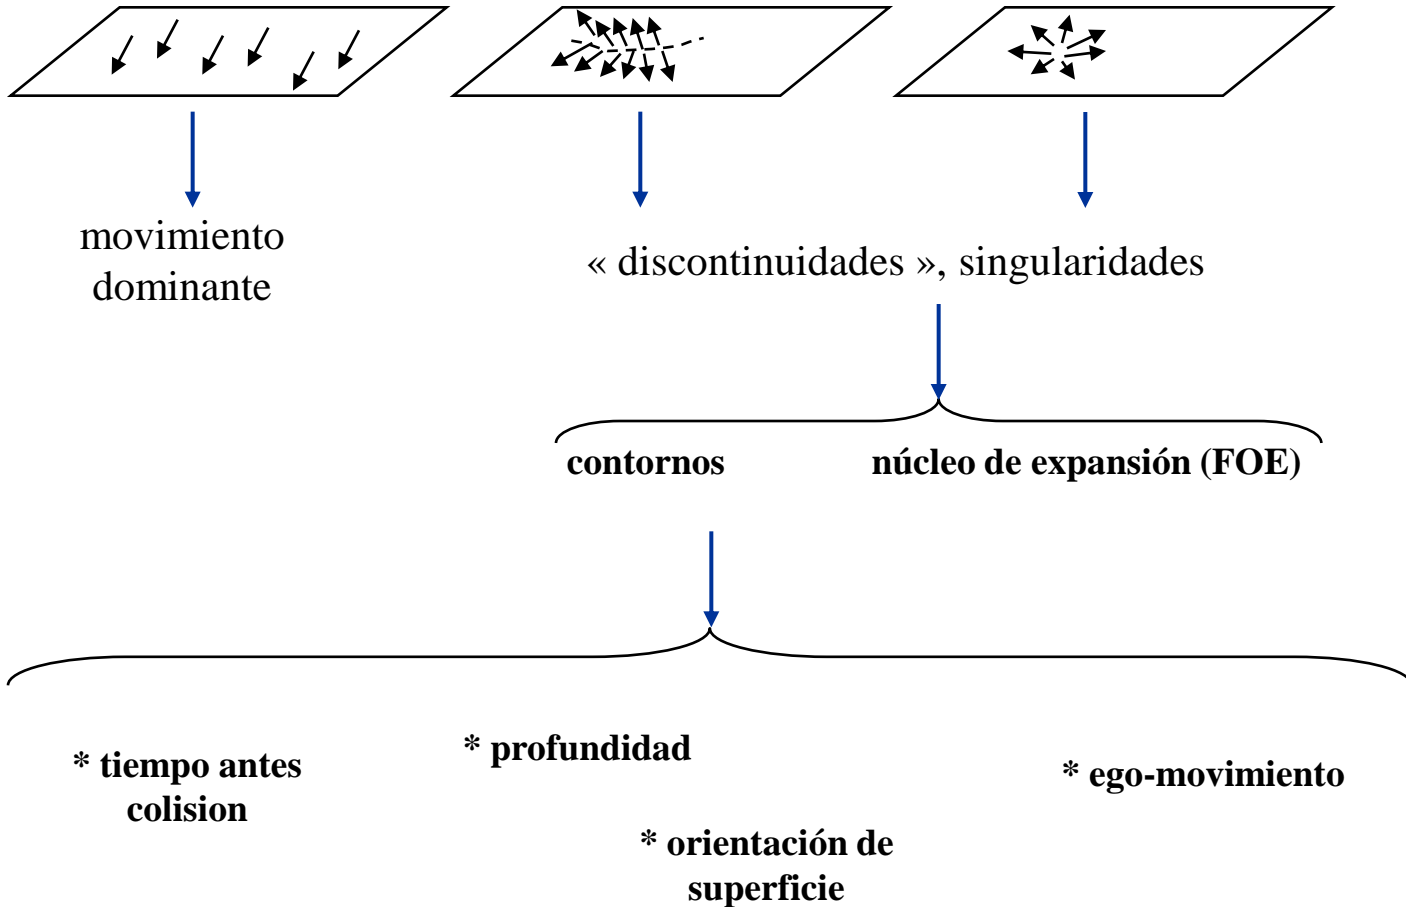 movimiento
dominante
« discontinuidades », singularidades
contornos
núcleo de expansión (FOE)
* tiempo antes
colision
* profundidad
* orientación de
superficie
* ego-movimiento